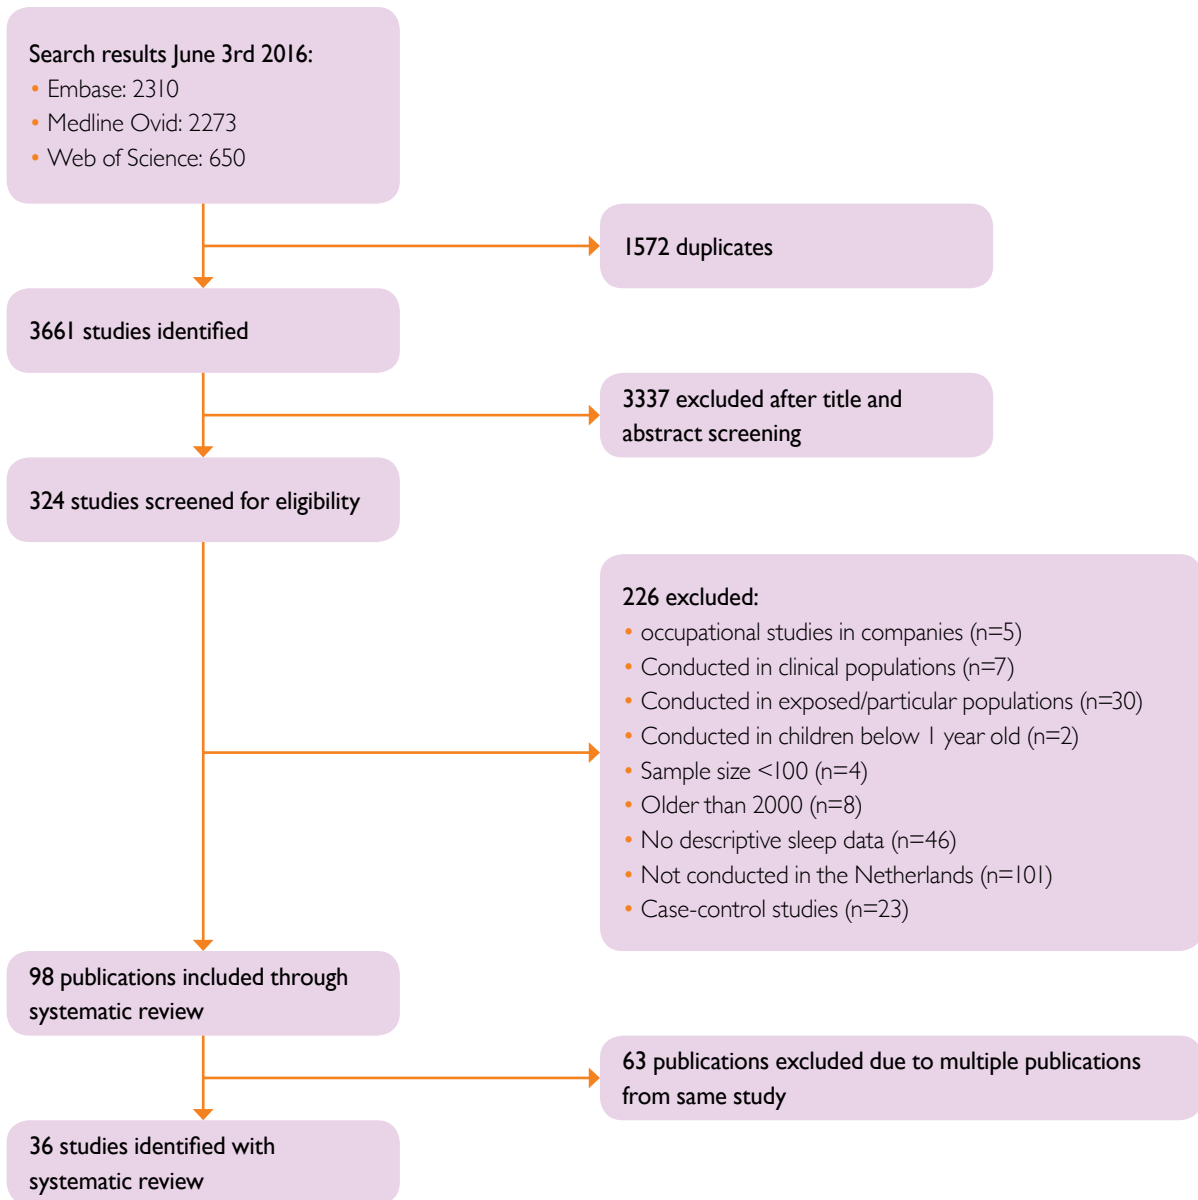 Search results June 3rd 2016:
• Embase: 2310
• Medline Ovid: 2273
• Web of Science: 650
1572 duplicates
3661 studies identified
3337 excluded after title and
abstract screening
324 studies screened for eligibility
226 excluded:
• occupational studies in companies (n=5)
• Conducted in clinical populations (n=7)
• Conducted in exposed/particular populations (n=30)
• Conducted in children below 1 year old (n=2)
• Sample size <100 (n=4)
• Older than 2000 (n=8)
• No descriptive sleep data (n=46)
• Not conducted in the Netherlands (n=101)
• Case-control studies (n=23)
98 publications included through
systematic review
63 publications excluded due to multiple publications
from same study
36 studies identified with
systematic review